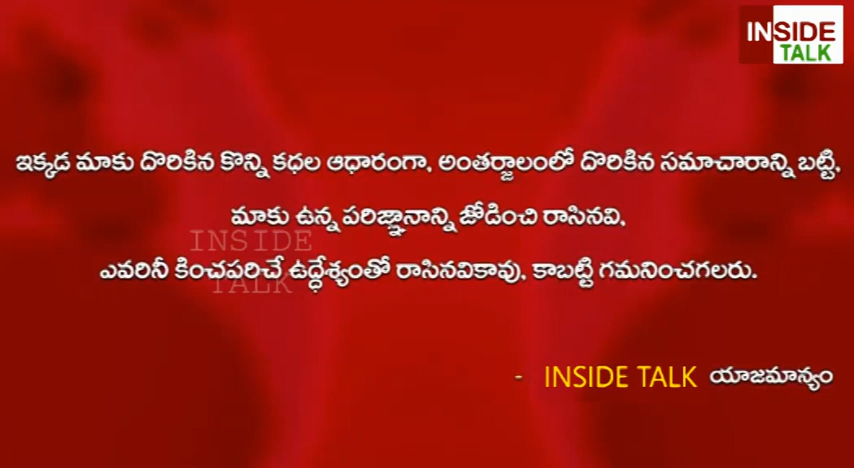 INSIDE
TALK
ఇక్కడ మాకు దొరికిన కొన్ని కధల ఆధారంగా, అంతర్జాలంలో దొరికిన సమాచారాన్ని బట్టి,
మాకు ఉన్న పరిజ్ఞానాన్ని జోడించి రాసినవి,
INSIDE
ఎవరినీ కించపరిచే ఉద్ధేశ్యంతో రాసినవికావు, కాబట్టి గమనించగలరు.
TALK
- INSIDE TALK యాజమాన్యం